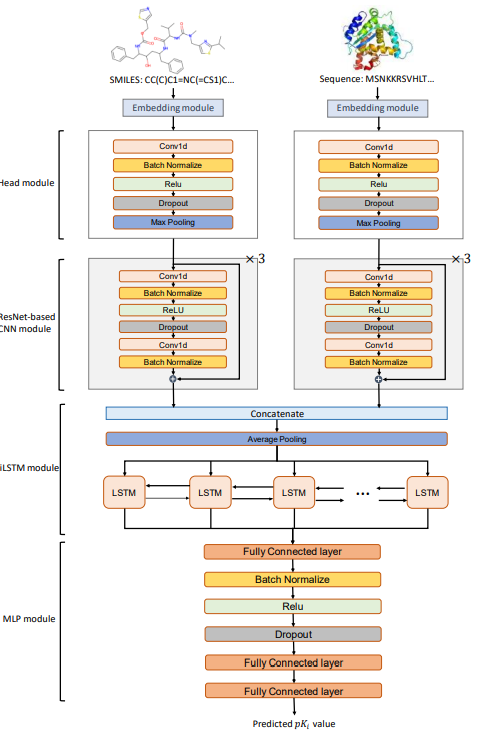 SMILES: CC(C)C1=NC(=CS1)C...
Sequence: MSNKKRSVHLT...
Embedding module
Embedding module
Head module
Conv1d
Batch Normalize
Relu
Dropout
Max Pooling
Conv1d
Batch Normalize
Relu
Dropout
Max Pooling
×3
×3
ResNet-based
CNN module
Conv1d
Batch Normalize
ReLU
Dropout
Conv1d
Batch Normalize
Conv1d
Batch Normalize
ReLU
Dropout
Conv1d
Batch Normalize
Concatenate
Average Pooling
iLSTM module
LSTM
LSTM
LSTM
...
LSTM
MLP module
Fully Connected layer
Batch Normalize
Relu
Dropout
Fully Connected layer
Fully Connected layer
Predicted pKᵢ value